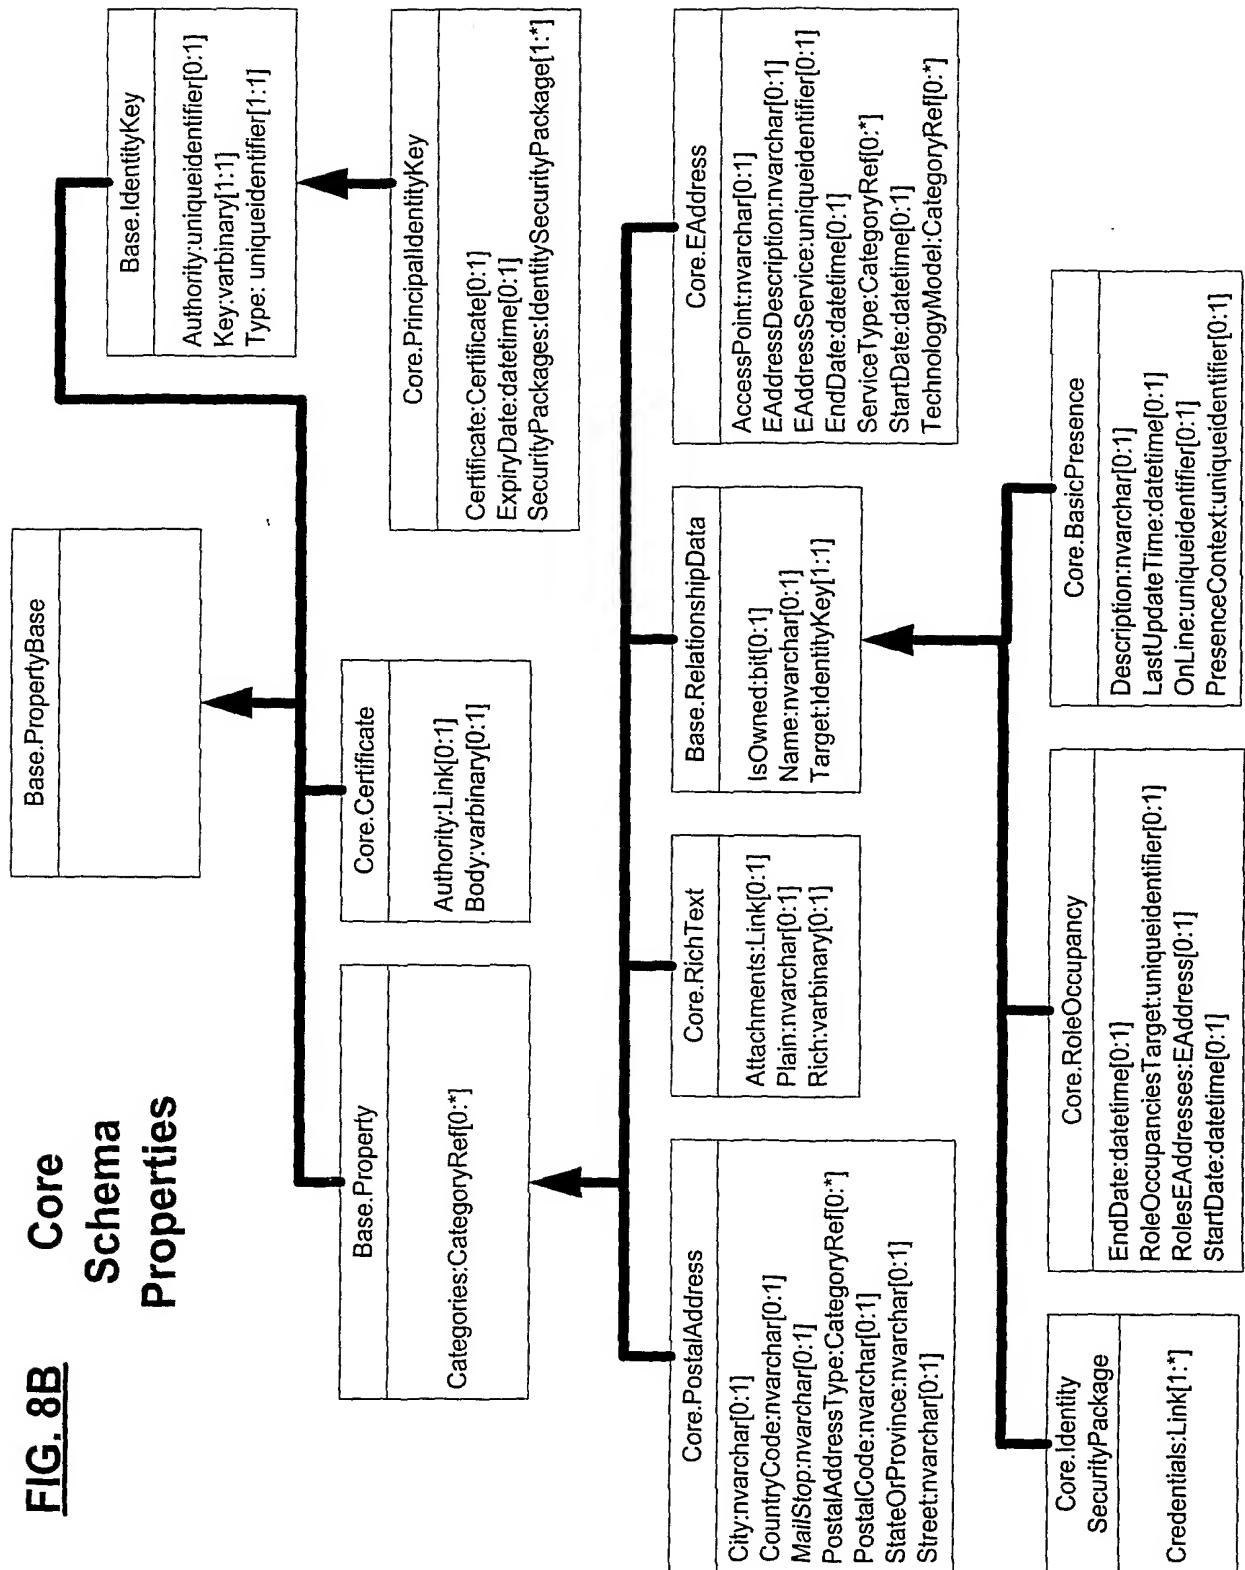 FIG. 8B
Core
Schema
Properties
Base.PropertyBase
Base.Property
Categories:CategoryRef[0:*]
Core.Certificate
Authority:Link[0:1]
Body:varbinary[0:1]
Base.IdentityKey
Authority:uniqueidentifier[0:1]
Key:varbinary[1:1]
Type: uniqueidentifier[1:1]
Core.PrincipalIdentityKey
Certificate:Certificate[0:1]
ExpiryDate:datetime[0:1]
SecurityPackages:IdentitySecurityPackage[1:*]
Core.PostalAddress
City:nvarchar[0:1]
CountryCode:nvarchar[0:1]
MailStop:nvarchar[0:1]
PostalAddressType:CategoryRef[0:*]
PostalCode:nvarchar[0:1]
StateOrProvince:nvarchar[0:1]
Street:nvarchar[0:1]
Core.RichText
Attachments:Link[0:1]
Plain:nvarchar[0:1]
Rich:varbinary[0:1]
Base.RelationshipData
IsOwned:bit[0:1]
Name:nvarchar[0:1]
Target:IdentityKey[1:1]
Core.EAddress
AccessPoint:nvarchar[0:1]
EAddressDescription:nvarchar[0:1]
EAddressService:uniqueidentifier[0:1]
EndDate:datetime[0:1]
ServiceType:CategoryRef[0:*]
StartDate:datetime[0:1]
TechnologyModel:CategoryRef[0:*]
Core.Identity
SecurityPackage
Credentials:Link[1:*]
Core.RoleOccupancy
EndDate:datetime[0:1]
RoleOccupanciesTarget:uniqueidentifier[0:1]
RolesEAddresses:EAddress[0:1]
StartDate:datetime[0:1]
Core.BasicPresence
Description:nvarchar[0:1]
LastUpdateTime:datetime[0:1]
OnLine:uniqueidentifier[0:1]
PresenceContext:uniqueidentifier[0:1]